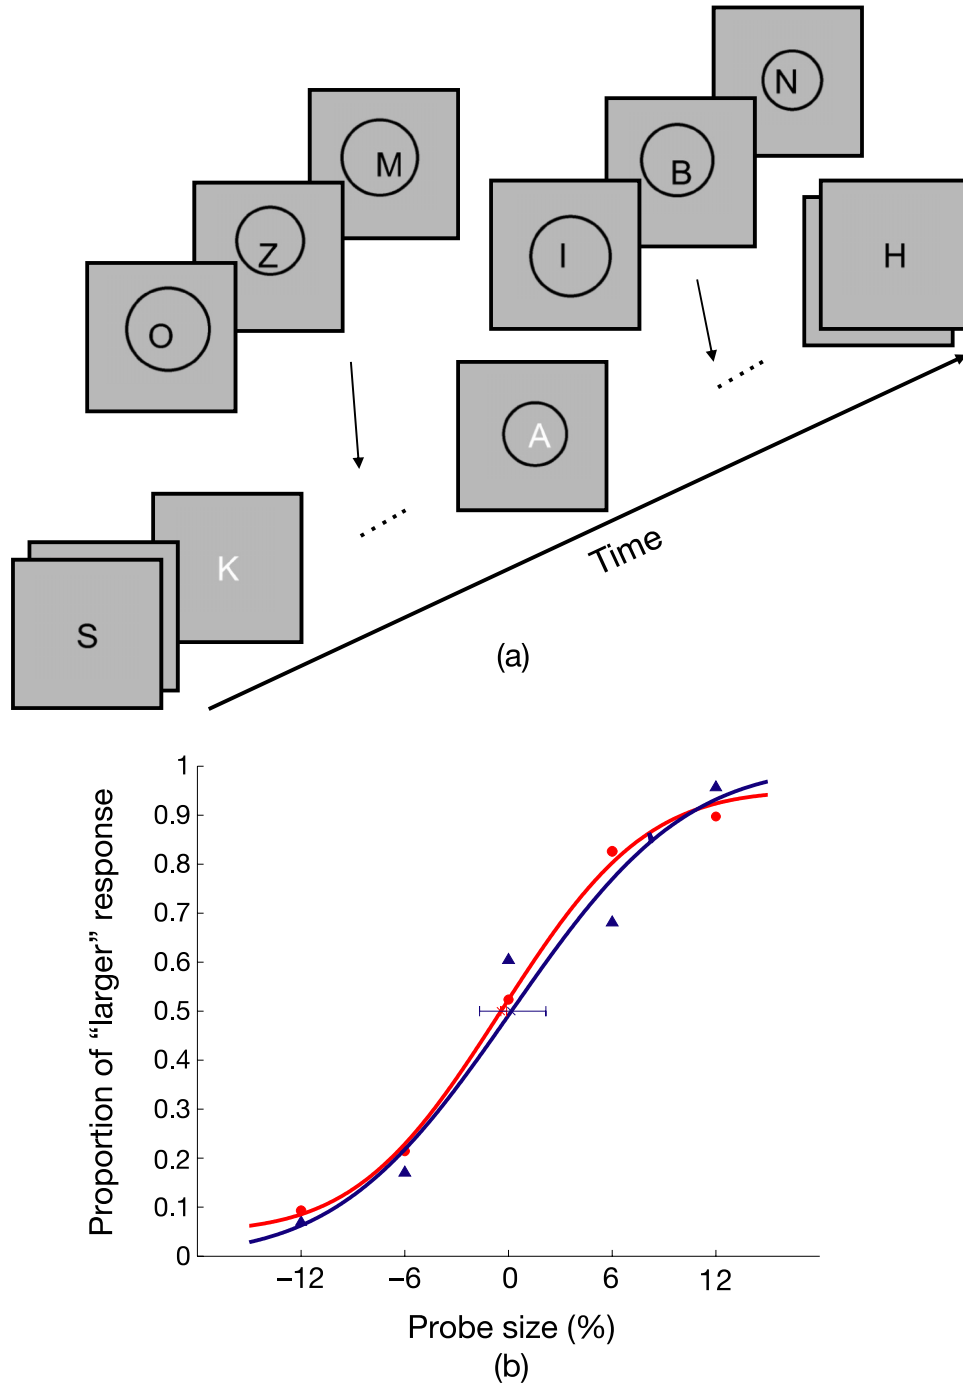 N
M
B
Z
I
H
O
A
K
S
Time
(a)
1
0.9
0.8
0.7
0.6
0.5
0.4
0.3
0.2
0.1
0
Proportion of “larger” response
−12 −6 0 6 12
Probe size (%)
(b)